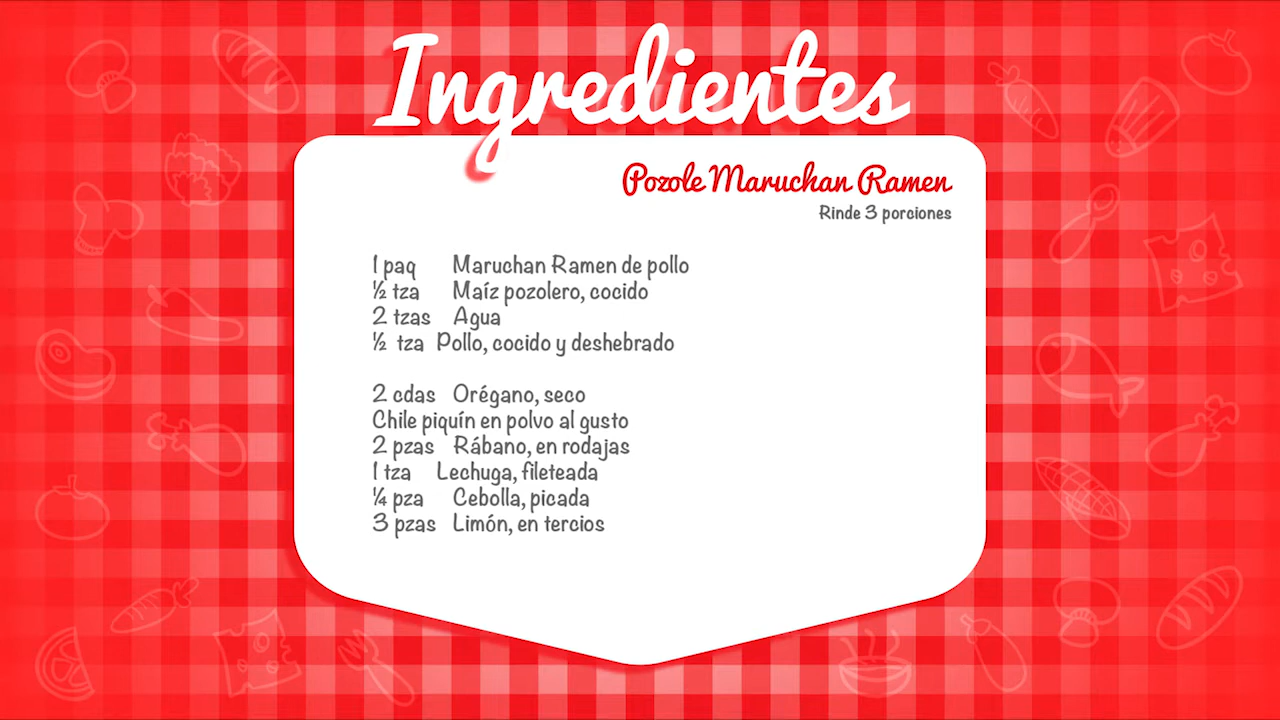 Ingredientes
Pozole Maruchan Ramen
Rinde 3 porciones
1 paq Maruchan Ramen de pollo
½ tza Maíz pozolero, cocido
2 tzas Agua
½ tza Pollo, cocido y deshebrado
2 cdas Orégano, seco
Chile piquín en polvo al gusto
2 pzas Rábano, en rodajas
1 tza Lechuga, fileteada
¼ pza Cebolla, picada
3 pzas Limón, en tercios